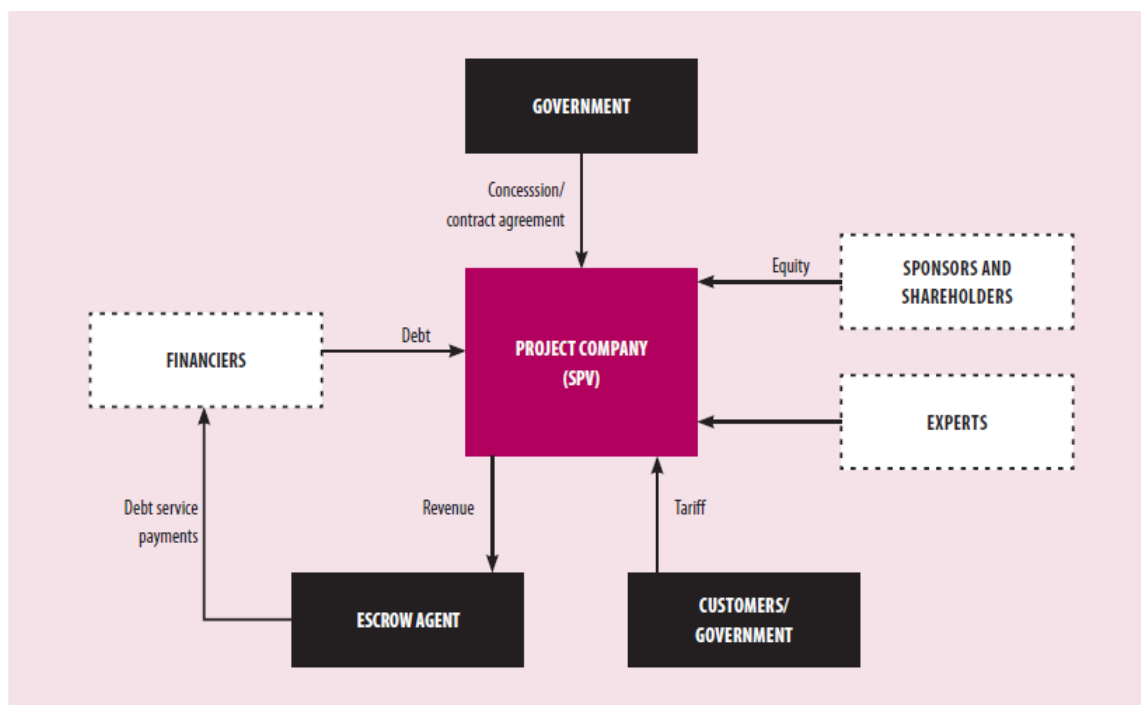 GOVERNMENT
Concesssion/
contract agreement
Equity
SPONSORS AND
SHAREHOLDERS
Debt
FINANCIERS
PROJECT COMPANY
(SPV)
EXPERTS
Debt service
payments
Revenue
Tariff
ESCROW AGENT
CUSTOMERS/
GOVERNMENT